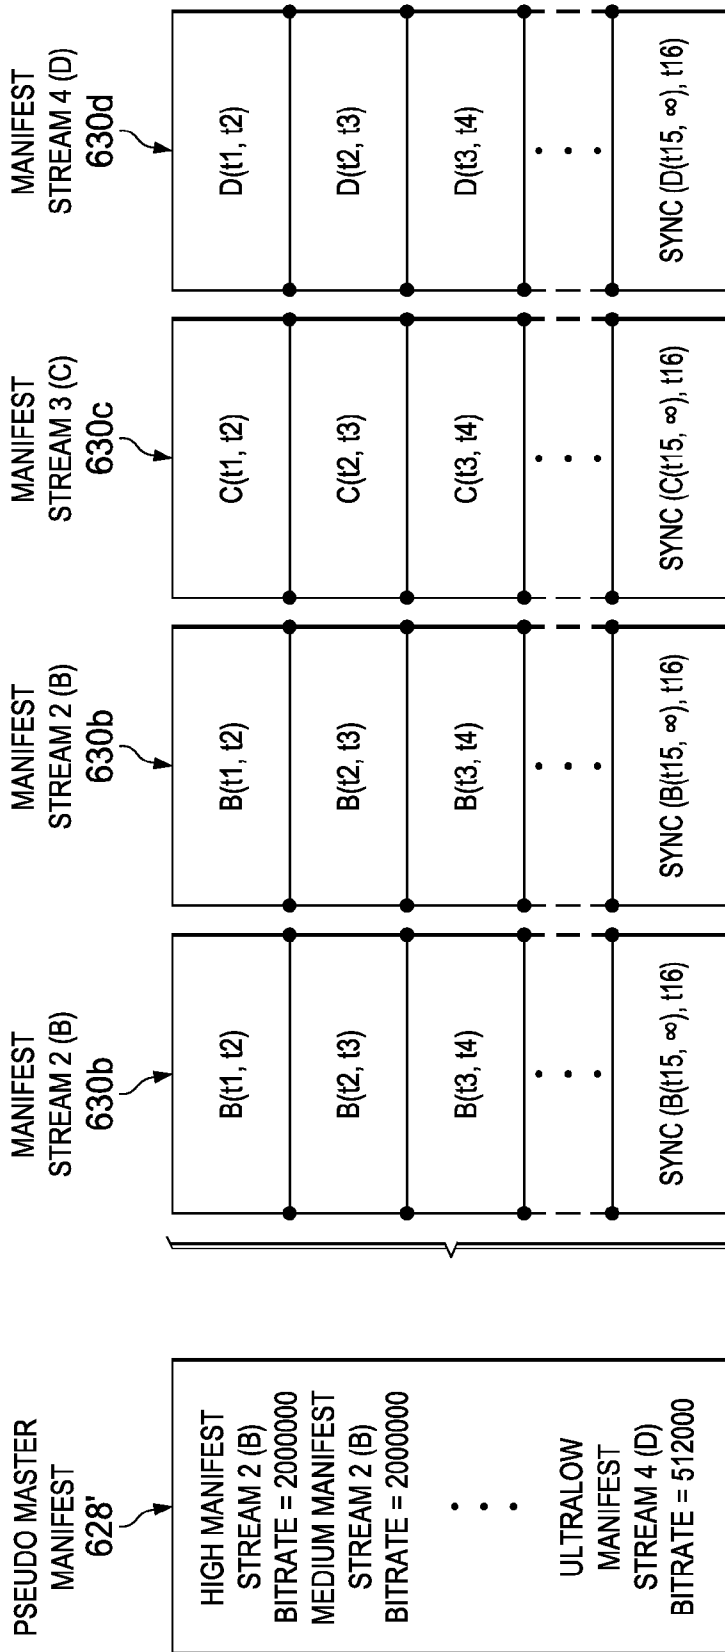 PSEUDO MASTER
MANIFEST
628'
HIGH MANIFEST
STREAM 2 (B)
BITRATE = 2000000
MEDIUM MANIFEST
STREAM 2 (B)
BITRATE = 2000000
• • •
ULTRALOW
MANIFEST
STREAM 4 (D)
BITRATE = 512000
MANIFEST
STREAM 2 (B)
630b
B(t1, t2)
B(t2, t3)
B(t3, t4)
• • •
SYNC (B(t15, ∞), t16)
MANIFEST
STREAM 2 (B)
630b
B(t1, t2)
B(t2, t3)
B(t3, t4)
• • •
SYNC (B(t15, ∞), t16)
MANIFEST
STREAM 3 (C)
630c
C(t1, t2)
C(t2, t3)
C(t3, t4)
• • •
SYNC (C(t15, ∞), t16)
MANIFEST
STREAM 4 (D)
630d
D(t1, t2)
D(t2, t3)
D(t3, t4)
• • •
SYNC (D(t15, ∞), t16)